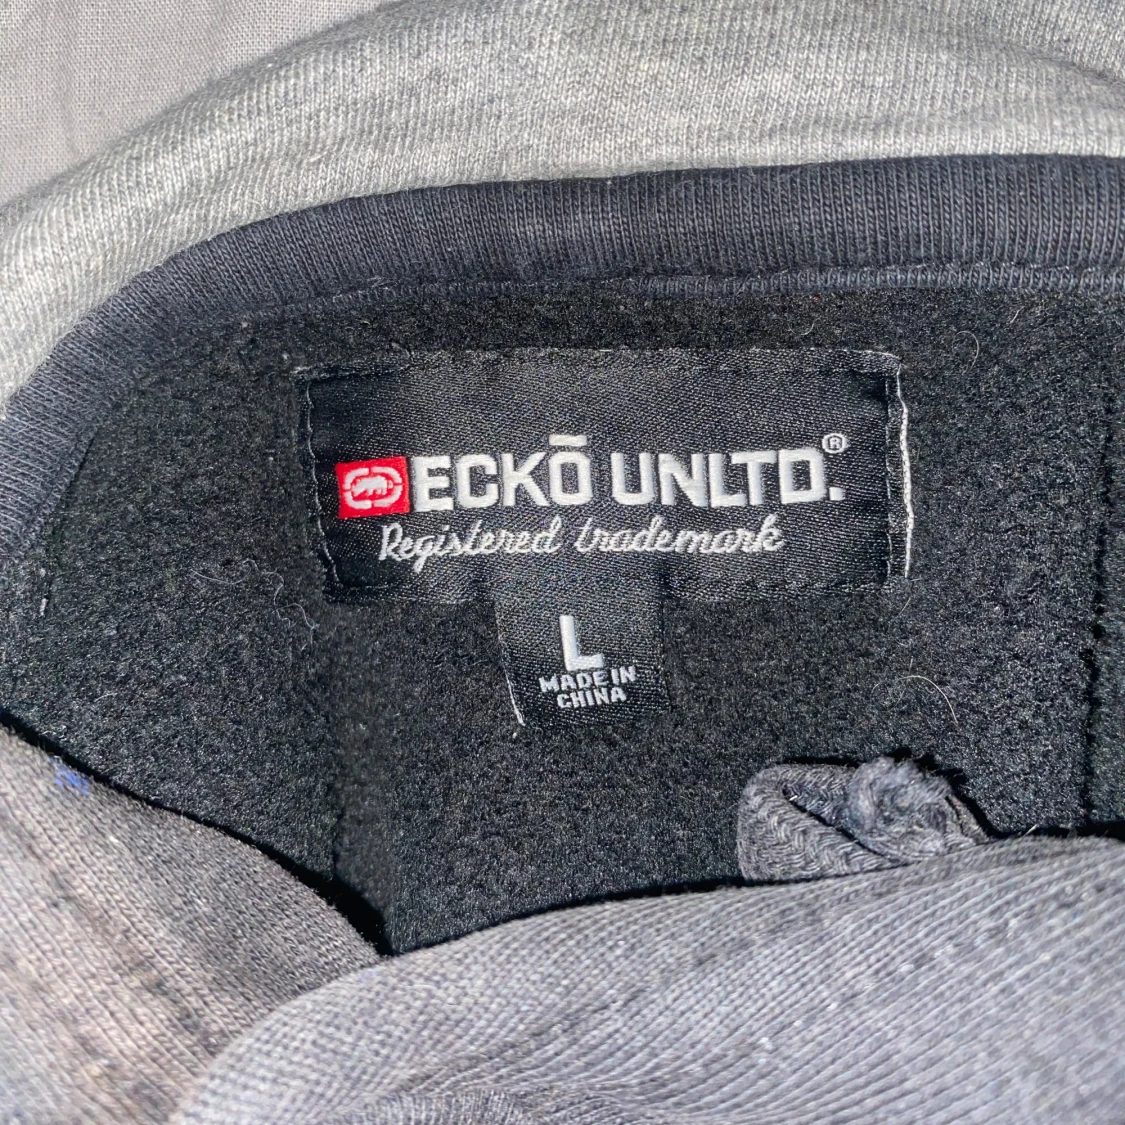 ECKŌ UNLTD.®
Registered trademark
L
MADE IN
CHINA